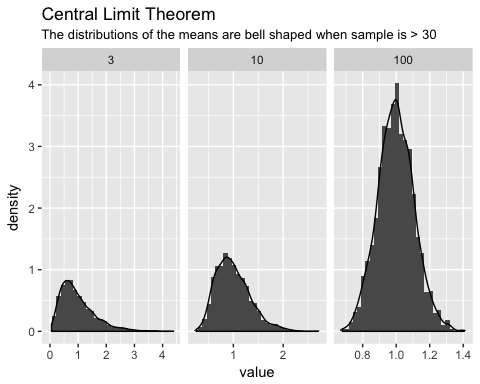 Central Limit Theorem
The distributions of the means are bell shaped when sample is > 30
3 10 100
4
3
2
1
0
density
0 1 2 3 4 1 2 0.8 1.0 1.2 1.4
value